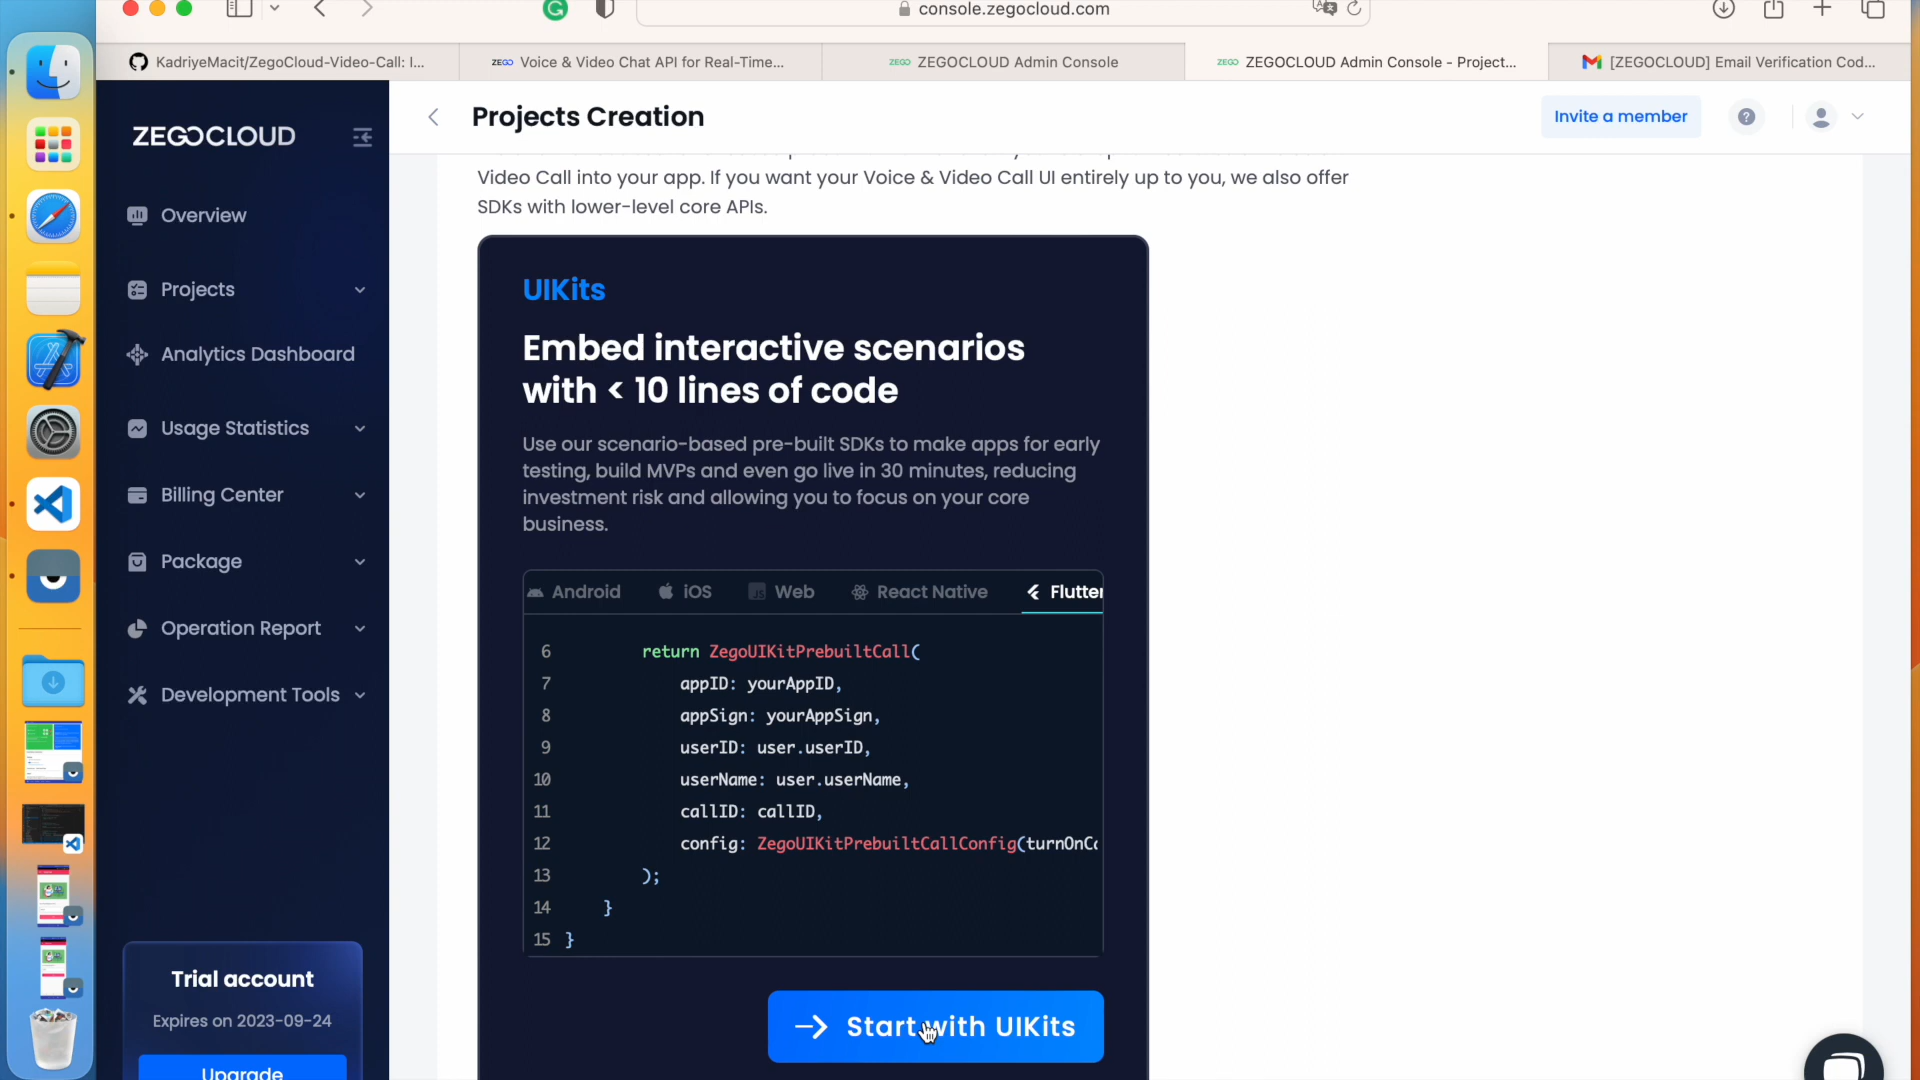 console.zegocloud.com
KadriyeMacit/ZegoCloud-Video-Call: I...
ZEGO Voice & Video Chat API for Real-Time...
ZEGO ZEGOCLOUD Admin Console
ZEGO ZEGOCLOUD Admin Console - Project...
[ZEGOCLOUD] Email Verification Cod...
ZEGOCLOUD
Projects Creation
Invite a member
?
Overview
Projects
Analytics Dashboard
Usage Statistics
Billing Center
Package
Operation Report
Development Tools
Trial account
Expires on 2023-09-24
Upgrade
Video Call into your app. If you want your Voice & Video Call UI entirely up to you, we also offer
SDKs with lower-level core APIs.
UIKits
Embed interactive scenarios
with < 10 lines of code
Use our scenario-based pre-built SDKs to make apps for early
testing, build MVPs and even go live in 30 minutes, reducing
investment risk and allowing you to focus on your core
business.
Android iOS Web React Native Flutter
6 return ZegoUIKitPrebuiltCall(
7 appID: yourAppID,
8 appSign: yourAppSign,
9 userID: user.userID,
10 userName: user.userName,
11 callID: callID,
12 config: ZegoUIKitPrebuiltCallConfig(turnOnCa
13 );
14 }
15 }
Start with UIKits